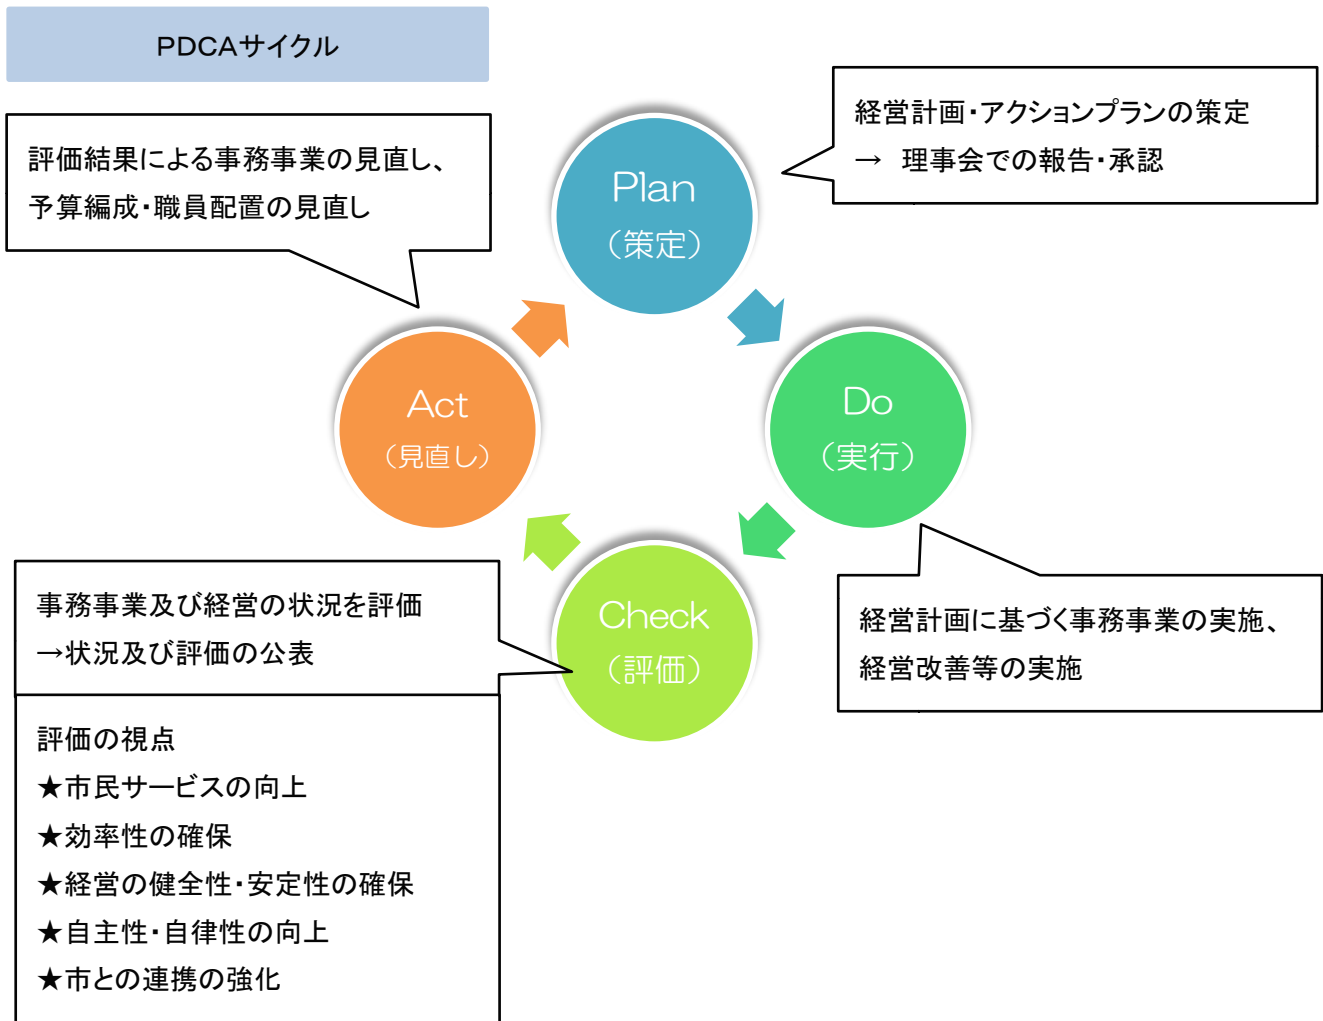 PDCAサイクル
経営計画・アクションプランの策定
→ 理事会での報告・承認
評価結果による事務事業の見直し、
予算編成・職員配置の見直し
Plan
（策定）
Act
（見直し）
Do
（実行）
Check
（評価）
事務事業及び経営の状況を評価
→状況及び評価の公表
経営計画に基づく事務事業の実施、
経営改善等の実施
評価の視点
★市民サービスの向上
★効率性の確保
★経営の健全性・安定性の確保
★自主性・自律性の向上
★市との連携の強化